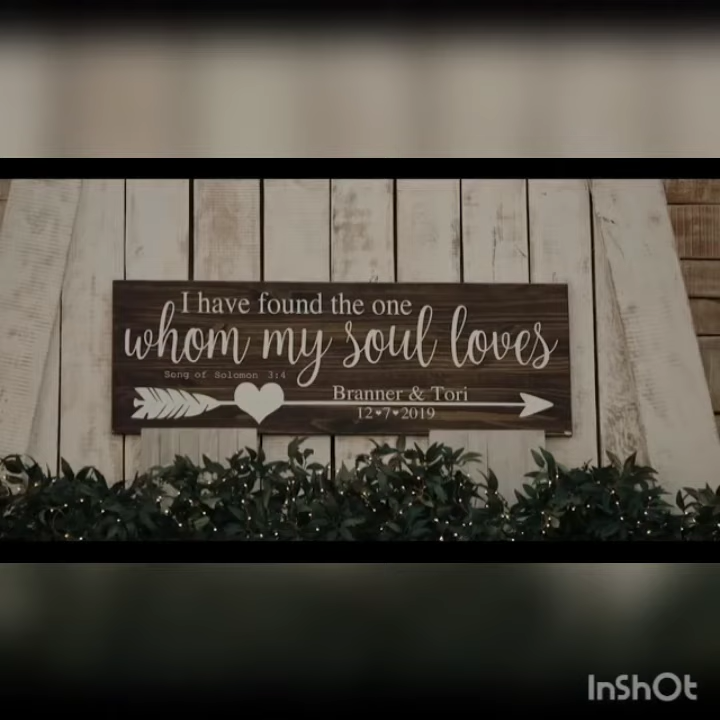 I have found the one
whom my soul loves
Song of Solomon 3:4
Branner & Tori
12♥7♥2019
InShOt